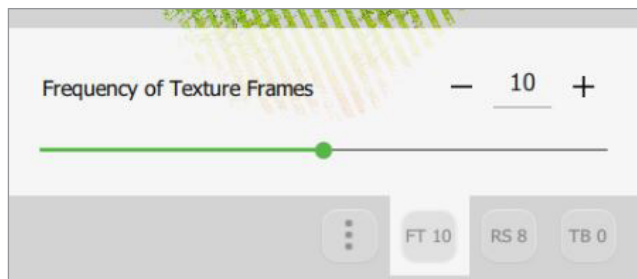 Frequency of Texture Frames — 10 +
FT 10 RS 8 TB 0